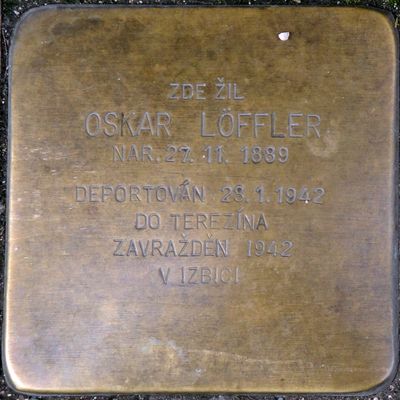 ZDE ŽIL
OSKAR LÖFFLER
NAR. 27. 11. 1889
DEPORTOVÁN 28. 1. 1942
DO TEREZÍNA
ZAVRAŽDĚN 1942
V IZBICI